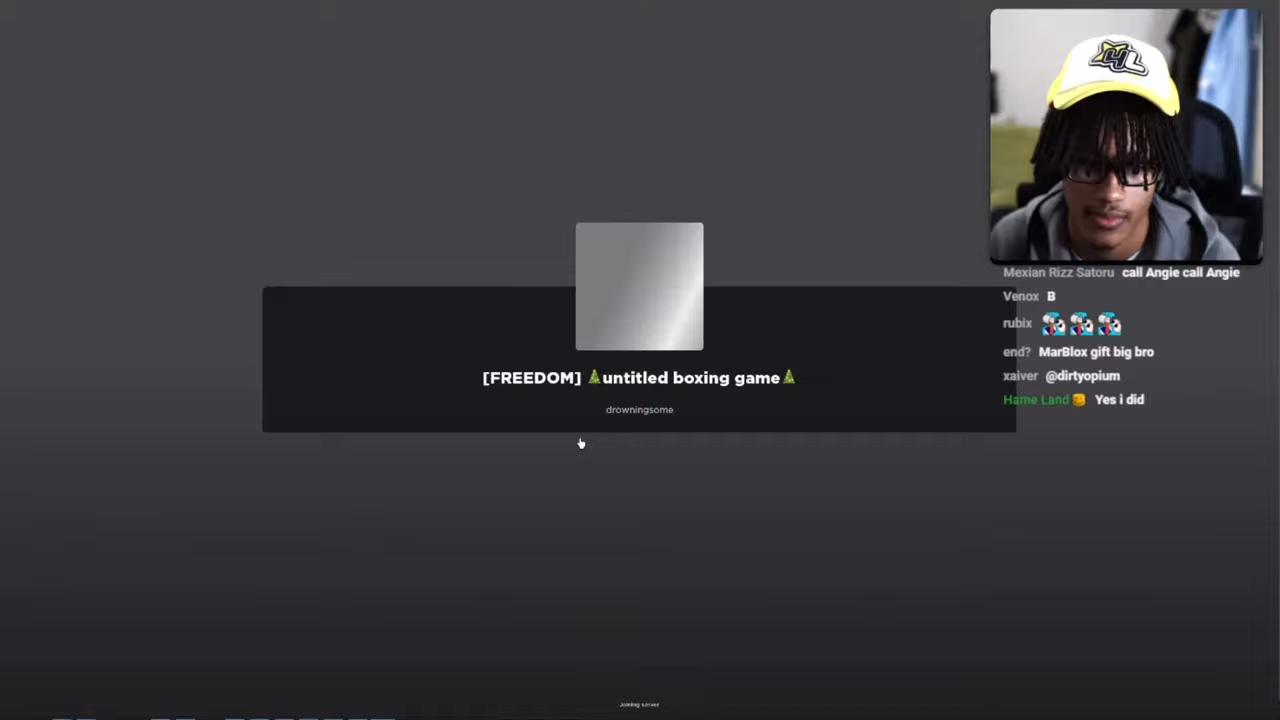 4L
Mexian Rizz Satoru call Angie call Angie
Venox B
rubix
end? MarBlox gift big bro
xaiver @dirtyopium
Hame Land Yes i did
[FREEDOM] 🎄untitled boxing game🎄
drowningsome
Joining server